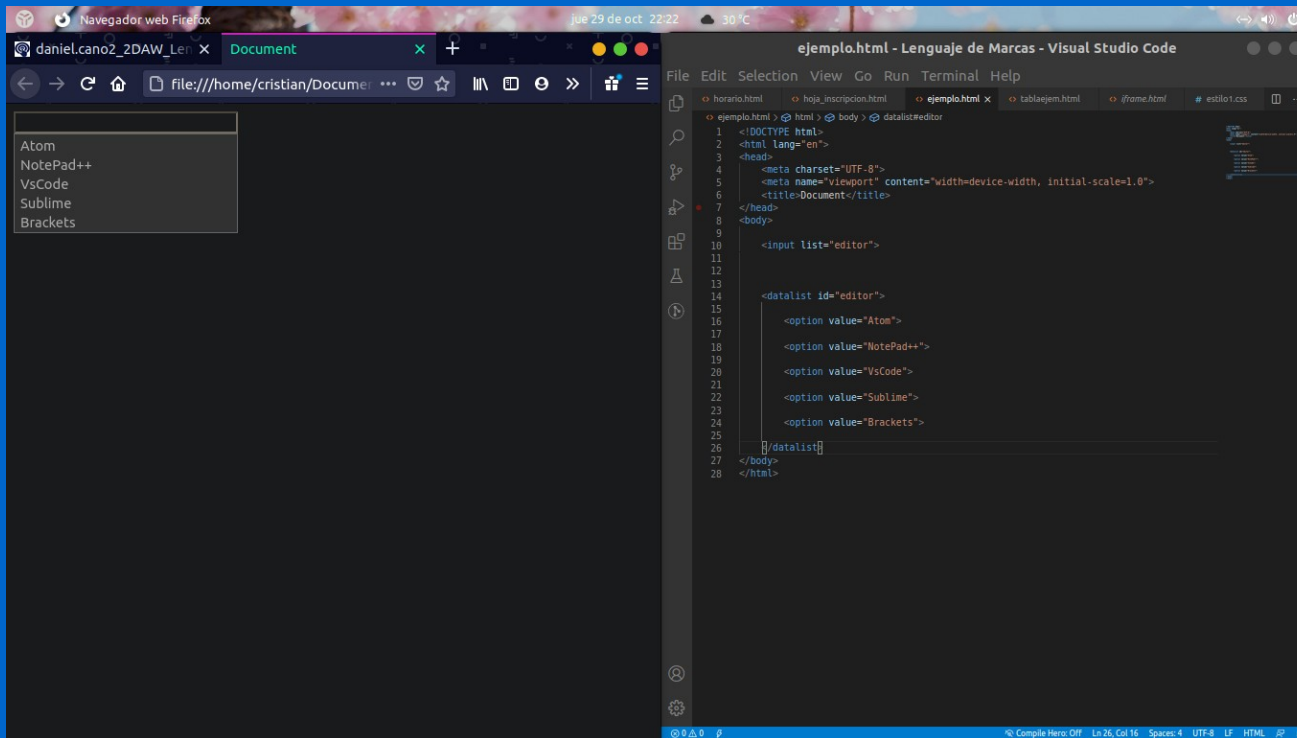 Navegador web Firefox
jue 29 de oct 22:22
30 °C
daniel.cano2_2DAW_Len
Document
file:///home/cristian/Documen
Atom
NotePad++
VsCode
Sublime
Brackets
ejemplo.html - Lenguaje de Marcas - Visual Studio Code
File Edit Selection View Go Run Terminal Help
horario.html hoja_inscripcion.html ejemplo.html tablaejem.html iframe.html # estilo1.css
ejemplo.html > html > body > datalist#editor
1 <!DOCTYPE html>
2 <html lang="en">
3 <head>
4 <meta charset="UTF-8">
5 <meta name="viewport" content="width=device-width, initial-scale=1.0">
6 <title>Document</title>
7 </head>
8 <body>
9
10 <input list="editor">
11
12
13
14 <datalist id="editor">
15
16 <option value="Atom">
17
18 <option value="NotePad++">
19
20 <option value="VsCode">
21
22 <option value="Sublime">
23
24 <option value="Brackets">
25
26 </datalist>
27 </body>
28 </html>
0 0 Compile Hero: Off Ln 26, Col 16 Spaces: 4 UTF-8 LF HTML